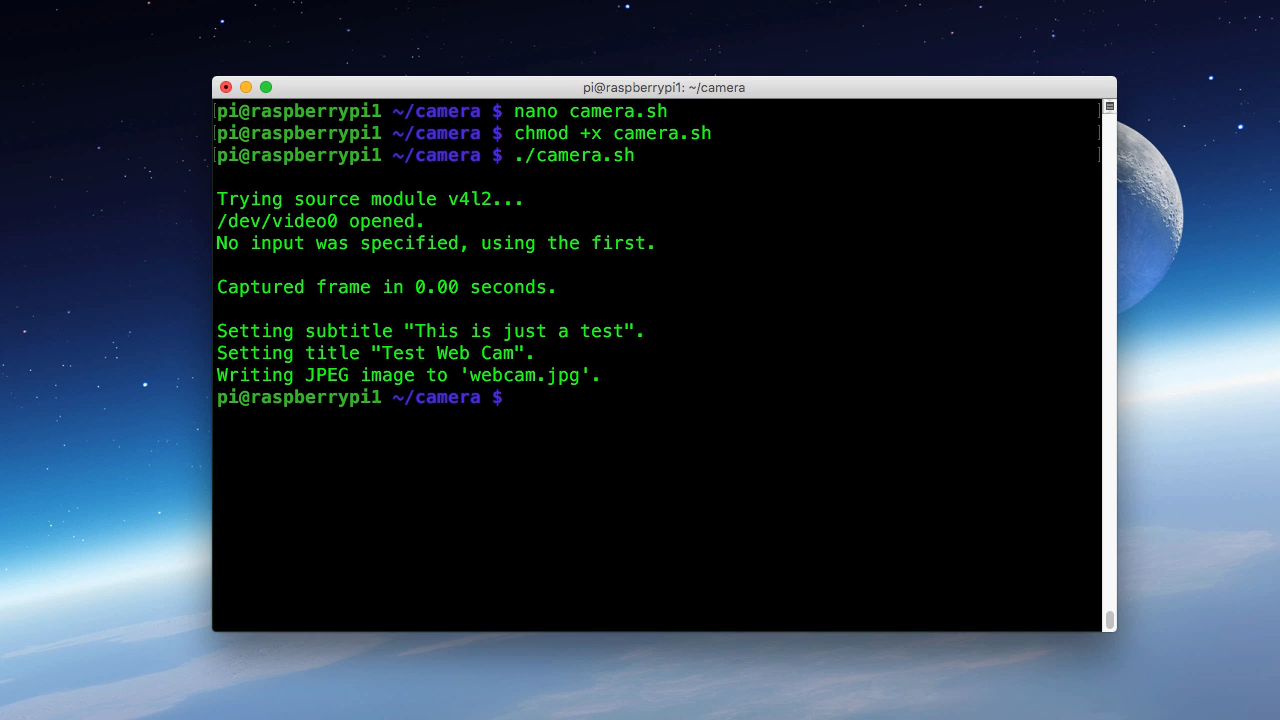 pi@raspberrypi1: ~/camera
pi@raspberrypi1 ~/camera $ nano camera.sh
pi@raspberrypi1 ~/camera $ chmod +x camera.sh
pi@raspberrypi1 ~/camera $ ./camera.sh
Trying source module v4l2...
/dev/video0 opened.
No input was specified, using the first.
Captured frame in 0.00 seconds.
Setting subtitle "This is just a test".
Setting title "Test Web Cam".
Writing JPEG image to 'webcam.jpg'.
pi@raspberrypi1 ~/camera $